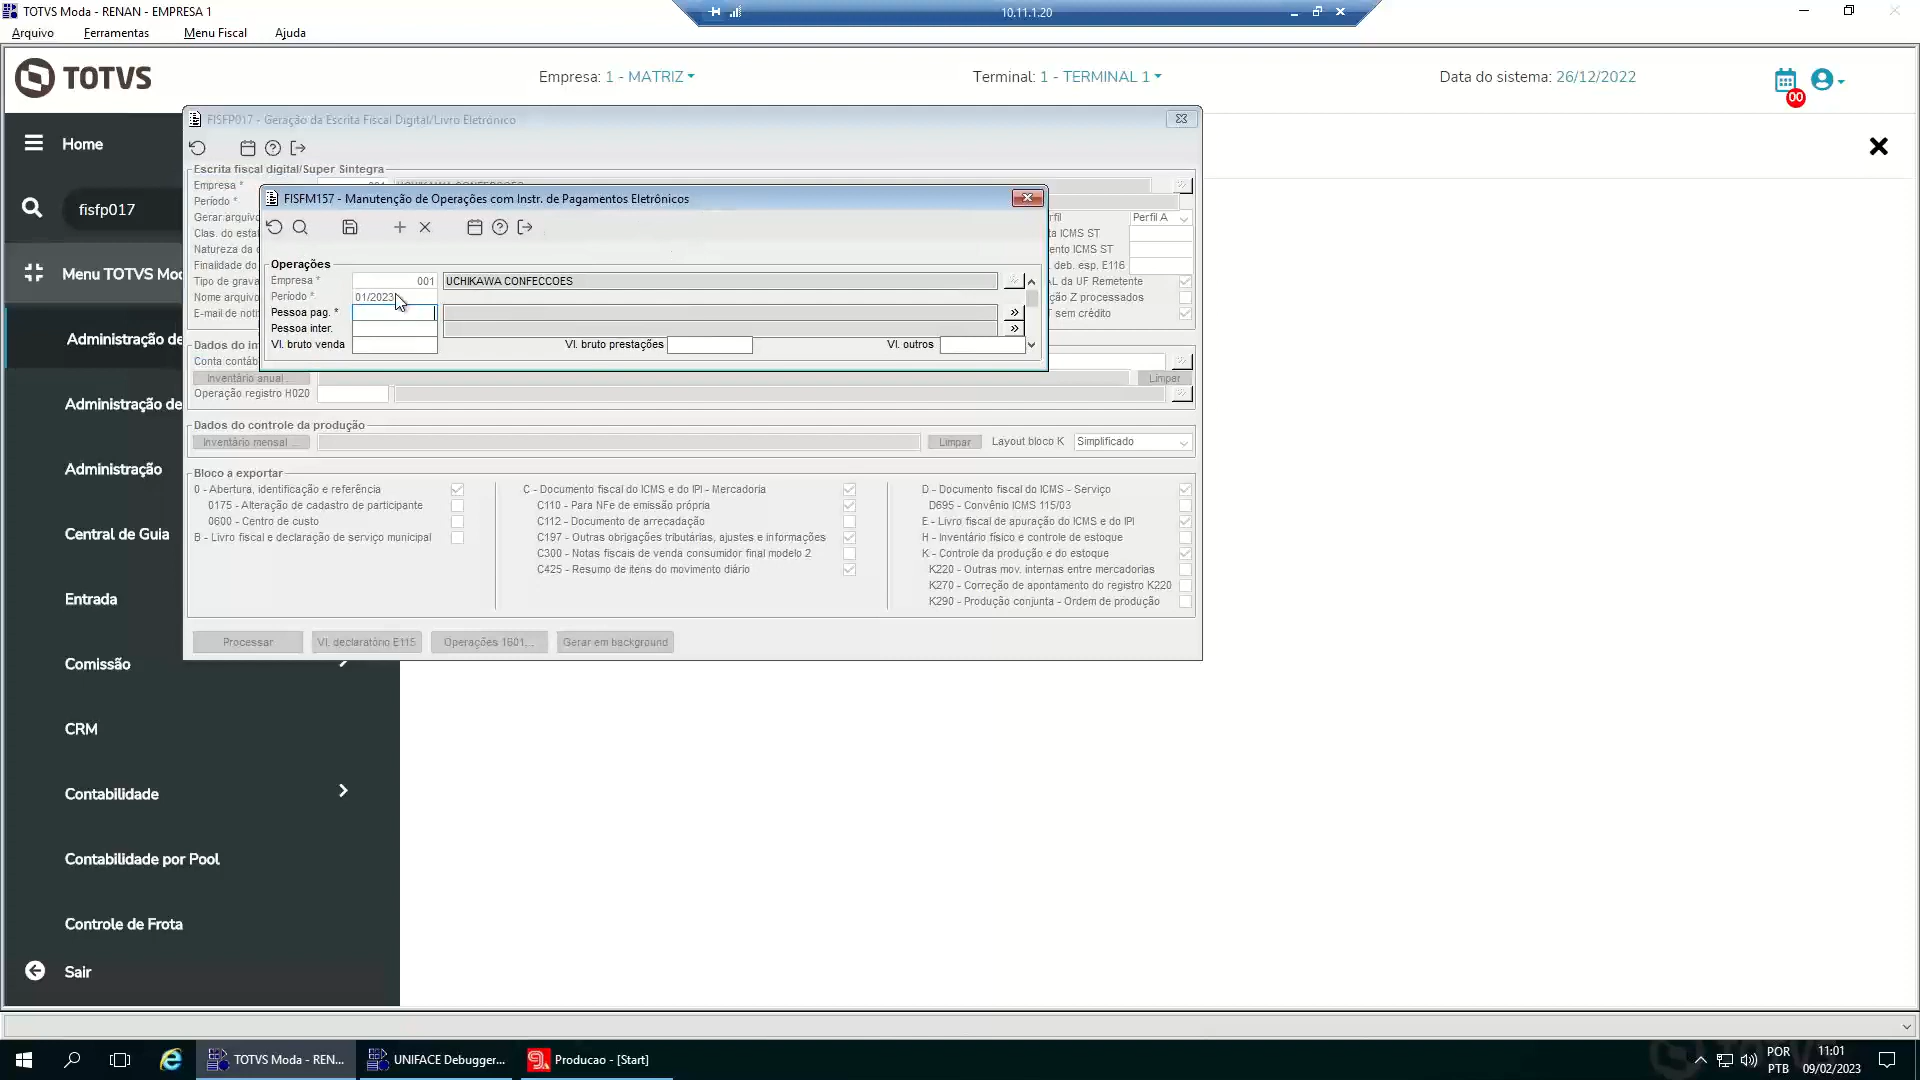 TOTVS Moda - RENAN - EMPRESA 1
10.11.1.20
Arquivo Ferramentas Menu Fiscal Ajuda
TOTVS
Empresa: 1 - MATRIZ
Terminal: 1 - TERMINAL 1
Data do sistema: 26/12/2022
00
Home
fisfp017
Menu TOTVS Mod
Administração de
Administração de
Administração
Central de Guia
Entrada
Comissão
CRM
Contabilidade
Contabilidade por Pool
Controle de Frota
Sair
FISFP017 - Geração da Escrita Fiscal Digital/Livro Eletrônico
Escrita fiscal digital/Super Sintegra
Empresa *
Período *
Gerar arquivo
Perfil A
Clas. do esta
ta ICMS ST
Natureza da
ento ICMS ST
Finalidade do
deb. esp. E116
Tipo de grava
AL da UF Remetente
Nome arquivo
ção Z processados
E-mail de noti
ST sem crédito
FISFM157 - Manutenção de Operações com Instr. de Pagamentos Eletrônicos
Operações
Empresa * 001 UCHIKAWA CONFECCOES
Período * 01/2023
Pessoa pag. *
Pessoa inter.
Vl. bruto venda Vl. bruto prestações Vl. outros
Dados do in
Conta contáb
Inventário anual... Limpar
Operação registro H020
Dados do controle da produção
Inventário mensal ... Limpar Layout bloco K Simplificado
Bloco a exportar
0 - Abertura, identificação e referência
0175 - Alteração de cadastro de participante
0600 - Centro de custo
B - Livro fiscal e declaração de serviço municipal
C - Documento fiscal do ICMS e do IPI - Mercadoria
C110 - Para NFe de emissão própria
C112 - Documento de arrecadação
C197 - Outras obrigações tributárias, ajustes e informações
C300 - Notas fiscais de venda consumidor final modelo 2
C425 - Resumo de itens do movimento diário
D - Documento fiscal do ICMS - Serviço
D695 - Convênio ICMS 115/03
E - Livro fiscal de apuração do ICMS e do IPI
H - Inventário físico e controle de estoque
K - Controle da produção e do estoque
K220 - Outras mov. internas entre mercadorias
K270 - Correção de apontamento do registro K220
K290 - Produção conjunta - Ordem de produção
Processar Vl. declaratório E115 Operações 1601,... Gerar em background
TOTVS Moda - REN...
UNIFACE Debugger...
Producao - [Start]
POR
PTB
11:01
09/02/2023